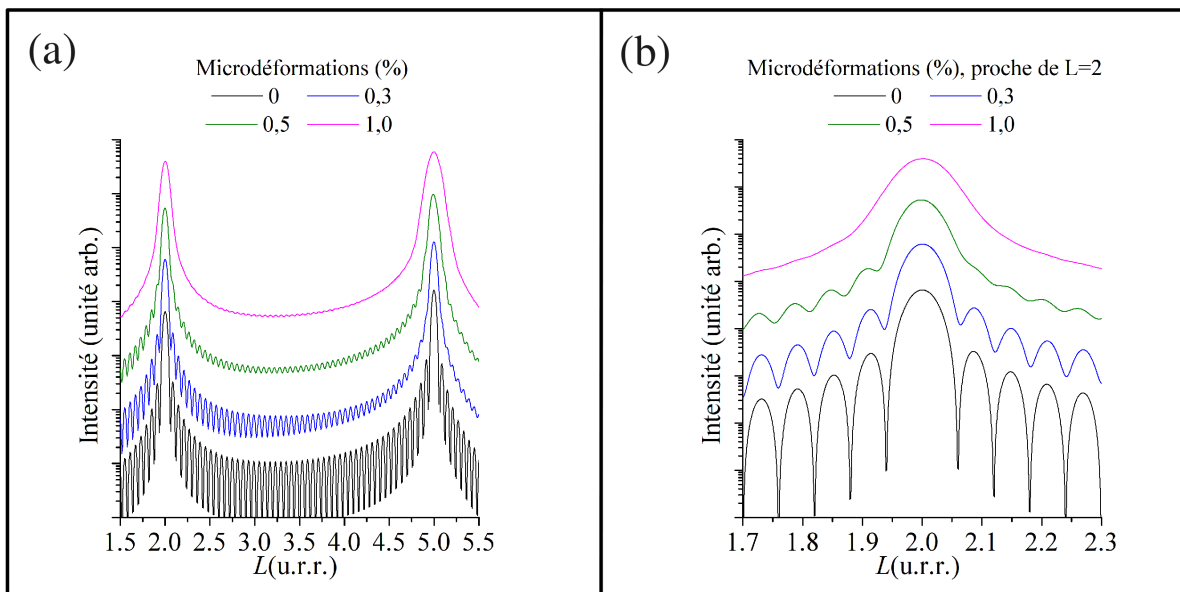 (a)
Microdéformations (%)
0 0,3
0,5 1,0
Intensité (unité arb.)
1.5 2.0 2.5 3.0 3.5 4.0 4.5 5.0 5.5
L(u.r.r.)
(b)
Microdéformations (%), proche de L=2
0 0,3
0,5 1,0
Intensité (unité arb.)
1.7 1.8 1.9 2.0 2.1 2.2 2.3
L(u.r.r.)